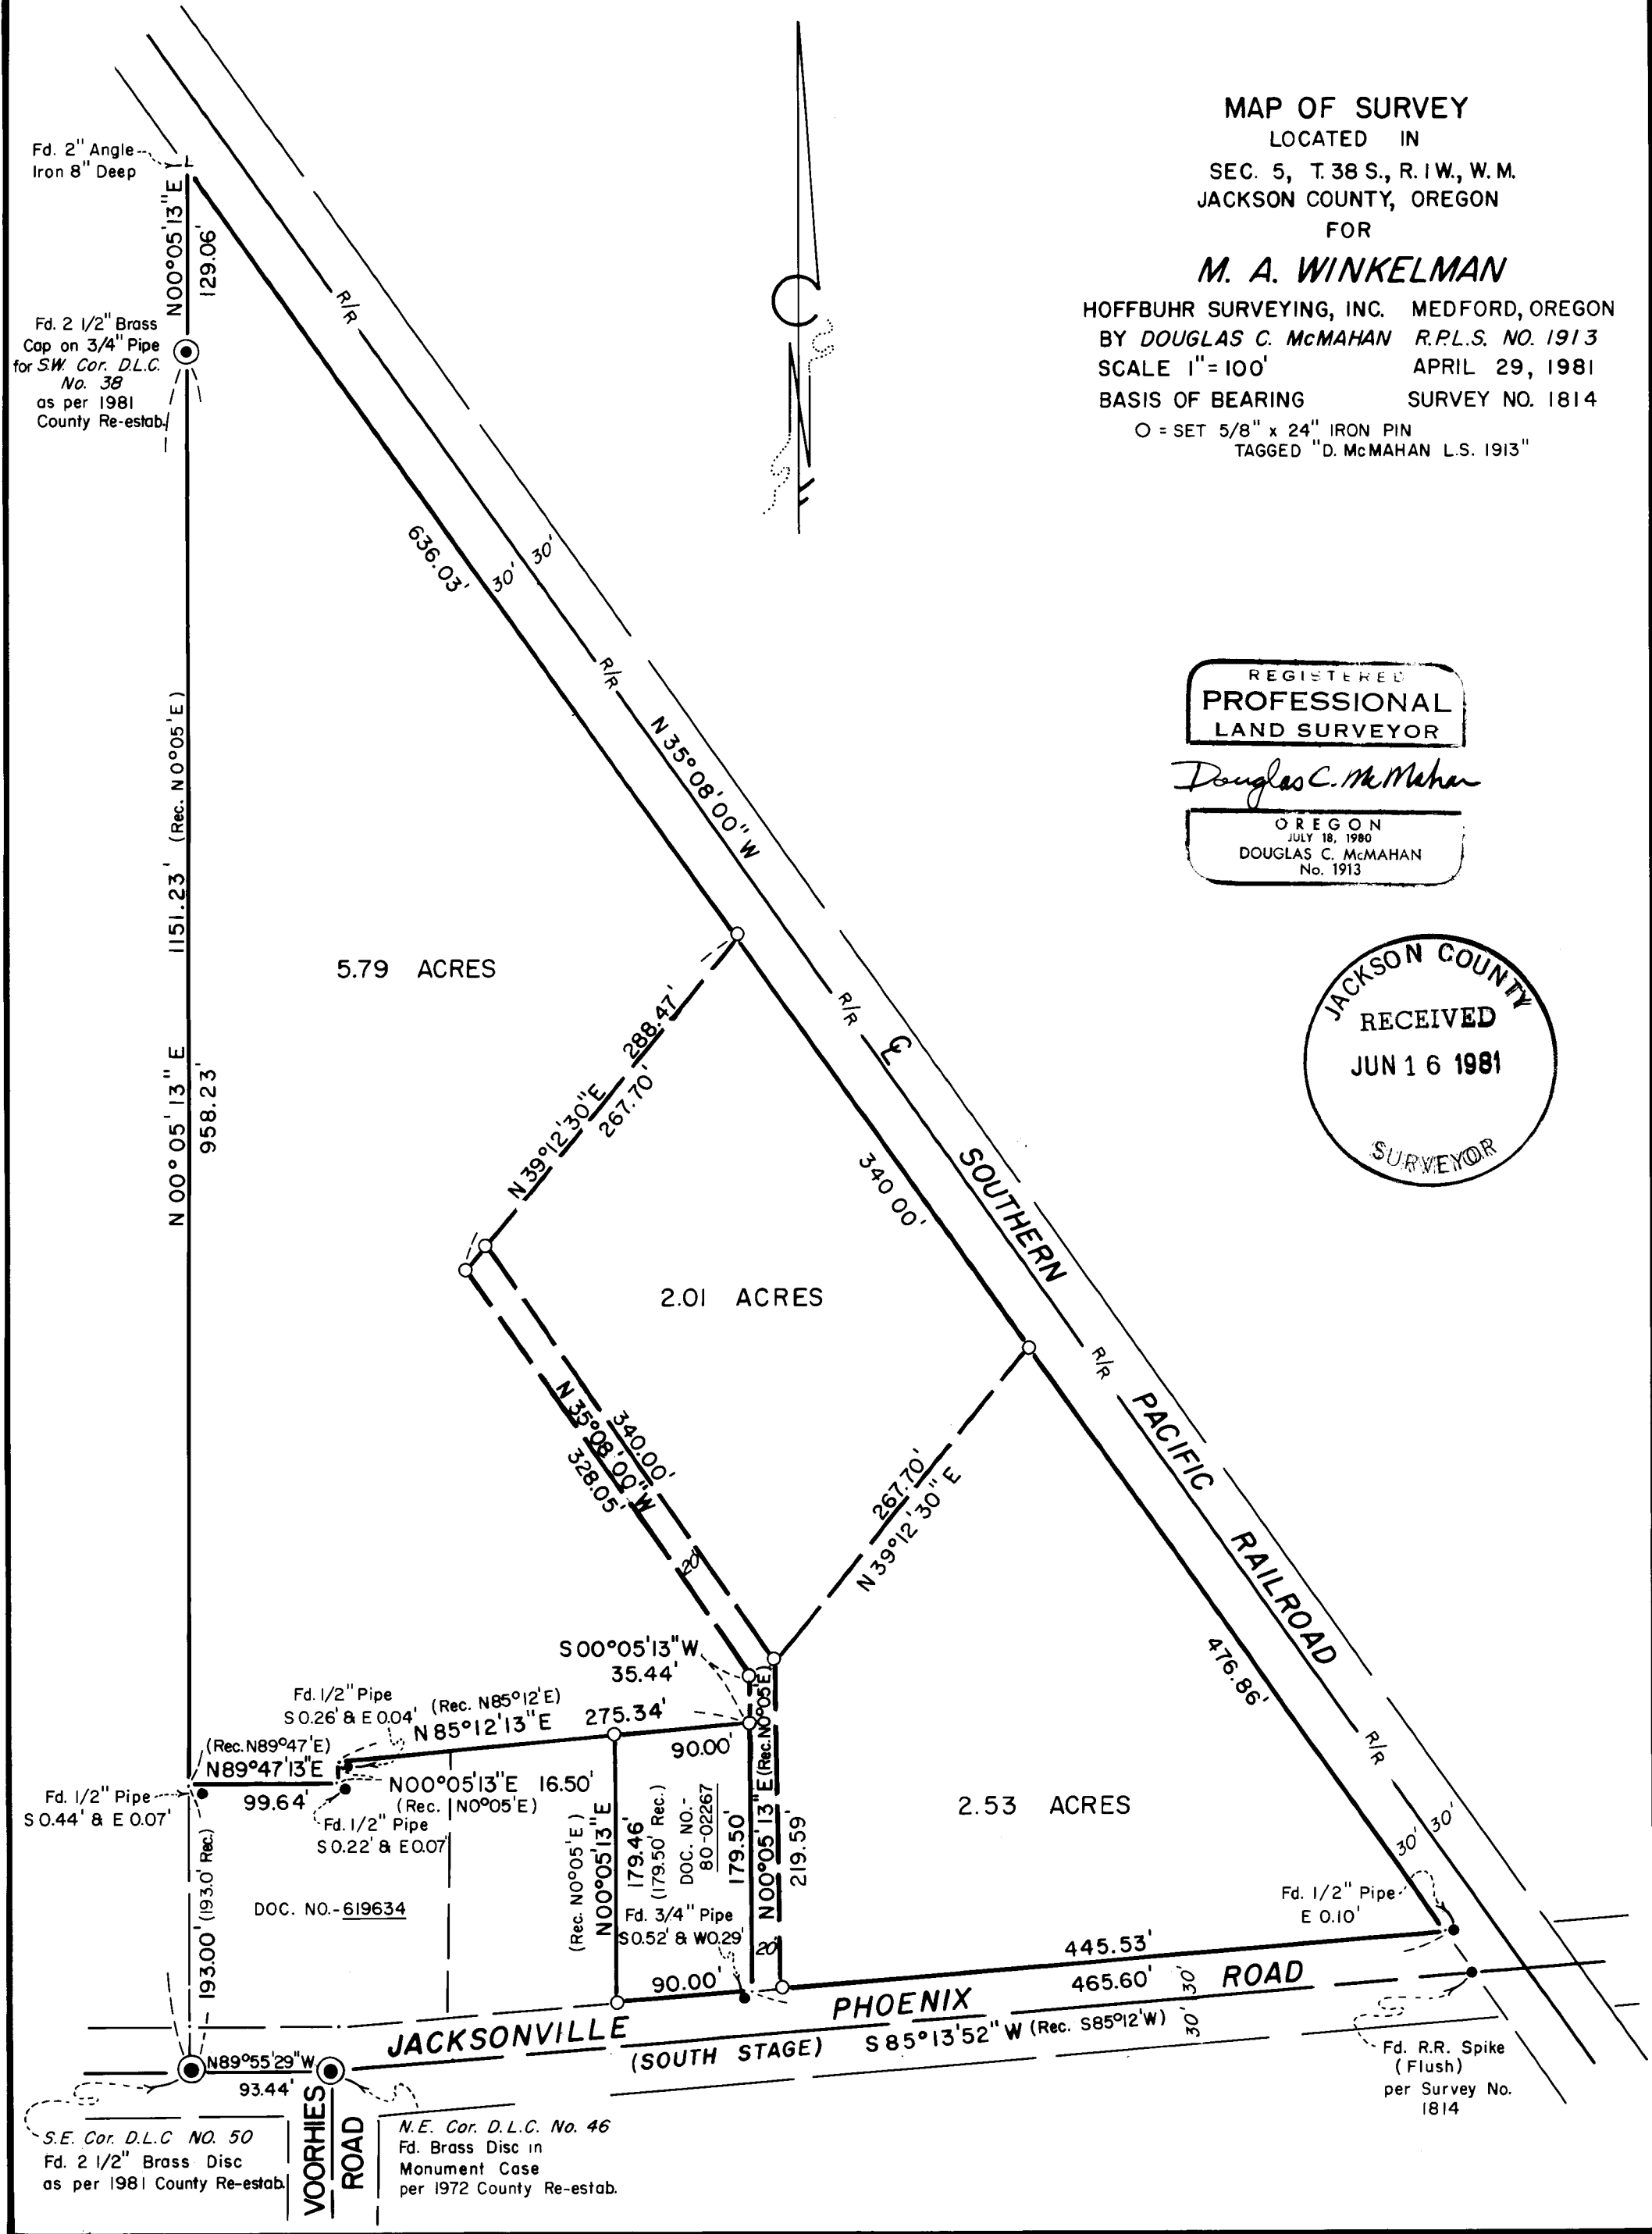 MAP OF SURVEY
LOCATED IN
SEC. 5, T. 38 S., R. 1 W., W. M.
JACKSON COUNTY, OREGON
FOR
M. A. WINKELMAN
HOFFBUHR SURVEYING, INC. MEDFORD, OREGON
BY DOUGLAS C. McMAHAN R.P.L.S. NO. 1913
SCALE 1"= 100' APRIL 29, 1981
BASIS OF BEARING SURVEY NO. 1814
O = SET 5/8" x 24" IRON PIN
TAGGED "D. McMAHAN L.S. 1913"
REGISTERED
PROFESSIONAL
LAND SURVEYOR
Douglas C. McMahan
OREGON
JULY 18, 1980
DOUGLAS C. McMAHAN
No. 1913
JACKSON COUNTY
RECEIVED
JUN 16 1981
SURVEYOR
Fd. 2" Angle
Iron 8" Deep
N00°05'13"E
129.06'
Fd. 2 1/2" Brass
Cap on 3/4" Pipe
for S.W. Cor. D.L.C.
No. 38
as per 1981
County Re-estab.
N
R/R
636.03'
30'
30'
R/R
N 35°08'00" W
1151.23' (Rec. N0°05'E)
N 00°05'13" E
958.23'
5.79 ACRES
N 39°12'30"E 288.47'
267.70'
R/R
CL
SOUTHERN
340.00'
2.01 ACRES
R/R
PACIFIC
RAILROAD
340.00'
N 35°08'00"W
328.05'
20'
267.70'
N 39°12'30" E
476.86'
R/R
S 00°05'13"W
35.44'
Fd. 1/2" Pipe
S 0.26' & E 0.04'
(Rec. N85°12'E)
N 85°12'13"E 275.34'
90.00'
(Rec. N89°47'E)
N89°47'13"E
99.64'
Fd. 1/2" Pipe
S 0.44' & E 0.07'
N00°05'13"E 16.50'
(Rec. N0°05'E)
Fd. 1/2" Pipe
S 0.22' & E 0.07'
193.00' (193.0' Rec.)
DOC. NO.-619634
(Rec. N0°05'E)
N00°05'13"E
179.46'
(179.50' Rec.)
DOC. NO.-
80-02267
179.50'
N00°05'13"E (Rec. N0°05'E)
219.59'
Fd. 3/4" Pipe
S 0.52' & W0.29'
20'
90.00'
2.53 ACRES
30'
30'
Fd. 1/2" Pipe
E 0.10'
445.53'
465.60'
30'
30'
JACKSONVILLE PHOENIX ROAD
(SOUTH STAGE) S 85°13'52" W (Rec. S85°12'W)
Fd. R.R. Spike
(Flush)
per Survey No.
1814
N89°55'29"W
93.44'
S.E. Cor. D.L.C NO. 50
Fd. 2 1/2" Brass Disc
as per 1981 County Re-estab.
VOORHIES
ROAD
N.E. Cor. D.L.C. No. 46
Fd. Brass Disc in
Monument Case
per 1972 County Re-estab.